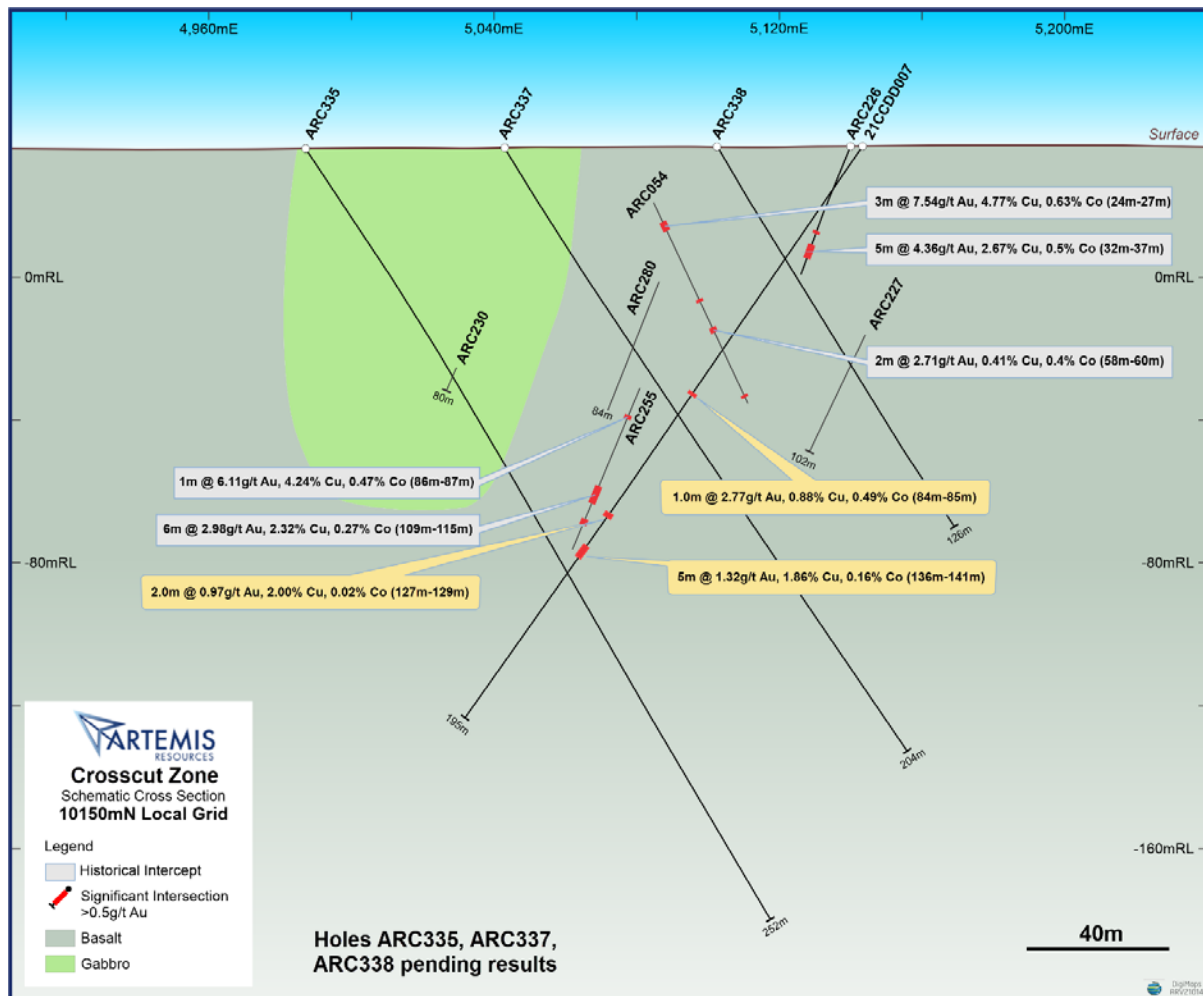 4,960mE
5,040mE
5,120mE
5,200mE
ARC335
ARC337
ARC338
ARC226
21CCDD007
Surface
ARC054
3m @ 7.54g/t Au, 4.77% Cu, 0.63% Co (24m-27m)
5m @ 4.36g/t Au, 2.67% Cu, 0.5% Co (32m-37m)
0mRL
0mRL
ARC280
ARC227
ARC230
2m @ 2.71g/t Au, 0.41% Cu, 0.4% Co (58m-60m)
80m
84m
ARC255
102m
1m @ 6.11g/t Au, 4.24% Cu, 0.47% Co (86m-87m)
1.0m @ 2.77g/t Au, 0.88% Cu, 0.49% Co (84m-85m)
6m @ 2.98g/t Au, 2.32% Cu, 0.27% Co (109m-115m)
126m
-80mRL
-80mRL
5m @ 1.32g/t Au, 1.86% Cu, 0.16% Co (136m-141m)
2.0m @ 0.97g/t Au, 2.00% Cu, 0.02% Co (127m-129m)
195m
204m
ARTEMIS
RESOURCES
Crosscut Zone
Schematic Cross Section
10150mN Local Grid
Legend
Historical Intercept
Significant Intersection
>0.5g/t Au
Basalt
Gabbro
-160mRL
252m
Holes ARC335, ARC337,
ARC338 pending results
40m
DigiMaps